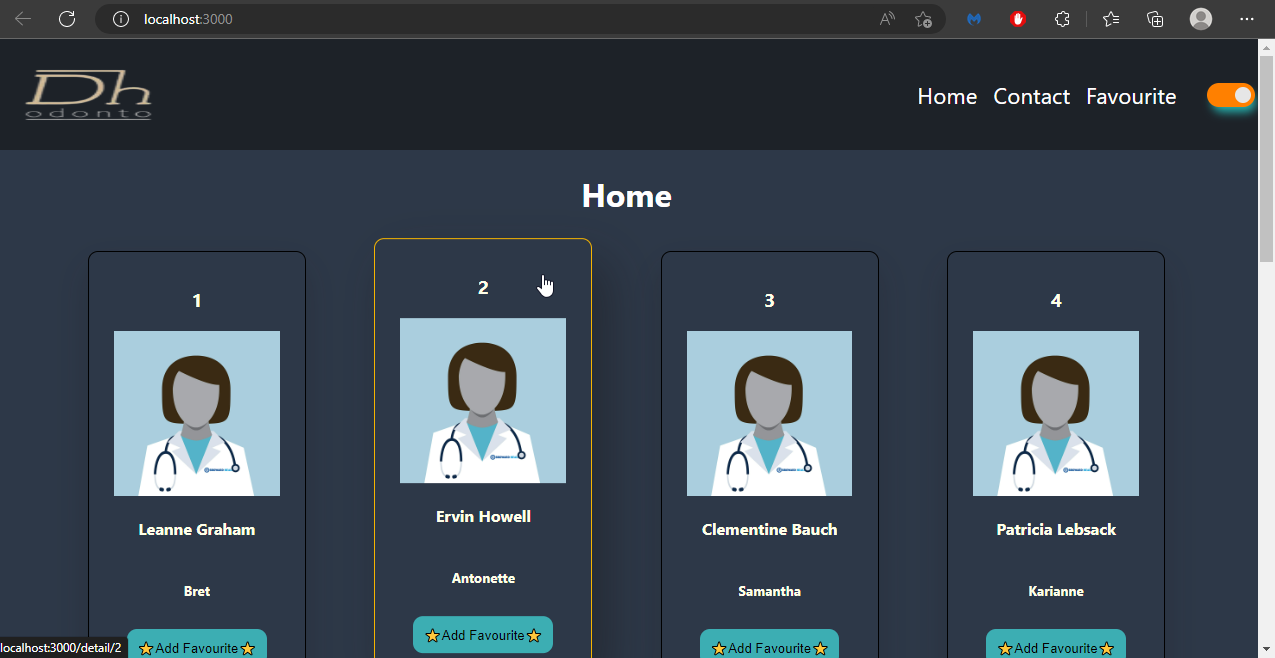 localhost:3000
Dh
odonto
Home Contact Favourite
Home
1
2
3
4
Leanne Graham
Ervin Howell
Clementine Bauch
Patricia Lebsack
Bret
Antonette
Samantha
Karianne
⭐Add Favourite⭐
⭐Add Favourite⭐
⭐Add Favourite⭐
⭐Add Favourite⭐
localhost:3000/detail/2